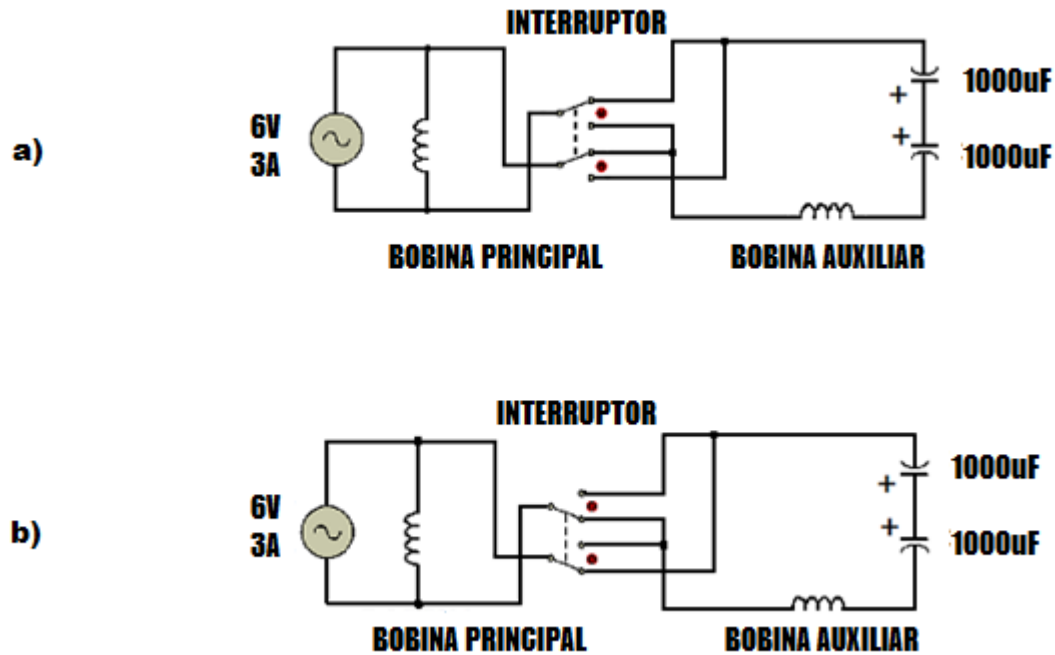 INTERRUPTOR
a)
6V
3A
+
1000uF
+
1000uF
BOBINA PRINCIPAL
BOBINA AUXILIAR
INTERRUPTOR
b)
6V
3A
+
1000uF
+
1000uF
BOBINA PRINCIPAL
BOBINA AUXILIAR